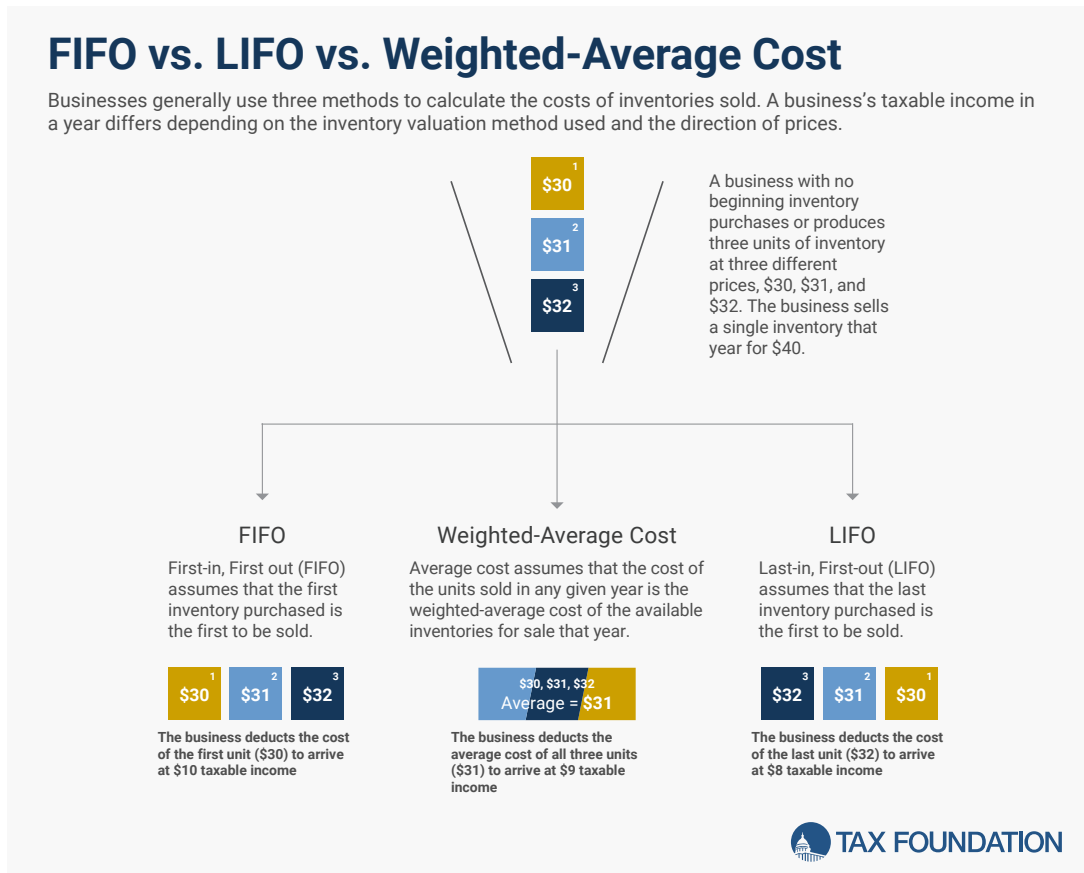 FIFO vs. LIFO vs. Weighted-Average Cost
Businesses generally use three methods to calculate the costs of inventories sold. A business's taxable income in
a year differs depending on the inventory valuation method used and the direction of prices.
1
$30
2
$31
3
$32
A business with no
beginning inventory
purchases or produces
three units of inventory
at three different
prices, $30, $31, and
$32. The business sells
a single inventory that
year for $40.
FIFO
First-in, First out (FIFO)
assumes that the first
inventory purchased is
the first to be sold.
1
$30
2
$31
3
$32
The business deducts the cost
of the first unit ($30) to arrive
at $10 taxable income
Weighted-Average Cost
Average cost assumes that the cost of
the units sold in any given year is the
weighted-average cost of the available
inventories for sale that year.
$30, $31, $32
Average = $31
The business deducts the
average cost of all three units
($31) to arrive at $9 taxable
income
LIFO
Last-in, First-out (LIFO)
assumes that the last
inventory purchased is
the first to be sold.
3
$32
2
$31
1
$30
The business deducts the cost
of the last unit ($32) to arrive
at $8 taxable income
TAX FOUNDATION